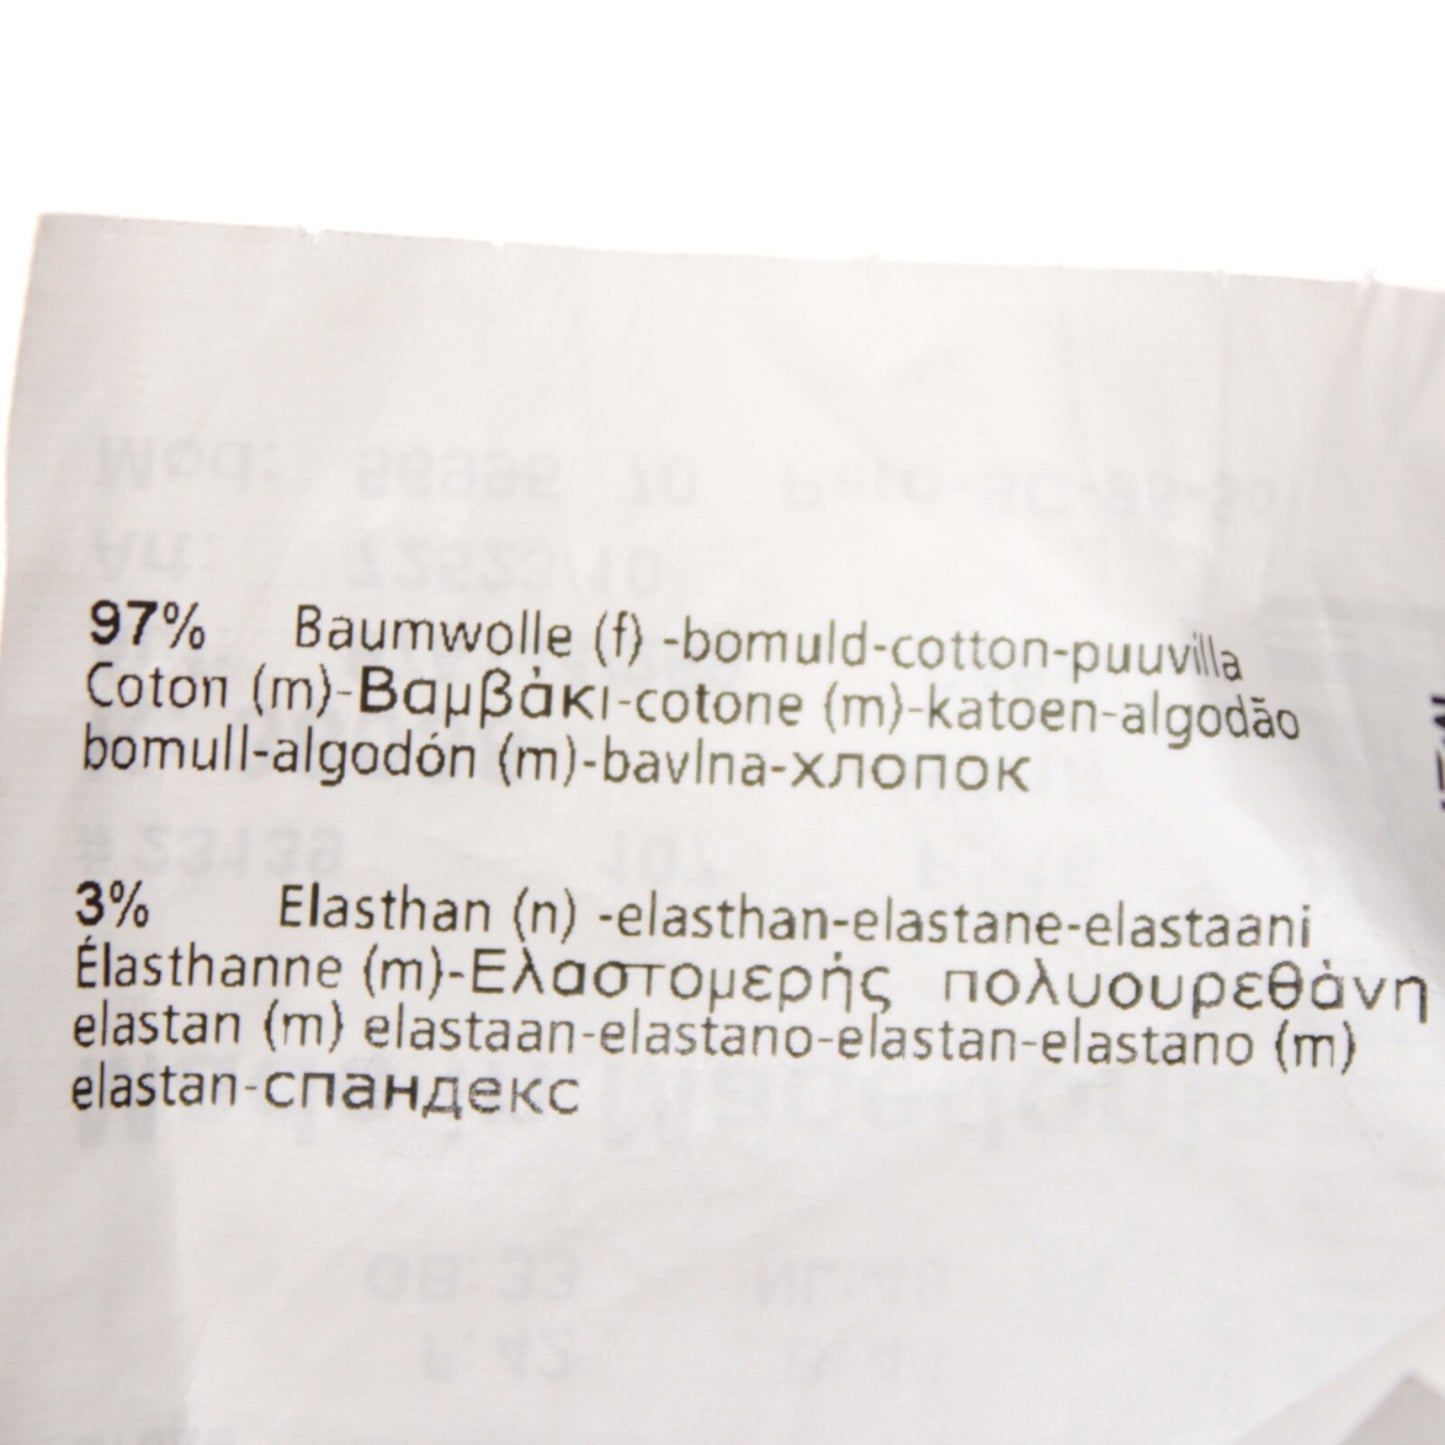 97% Baumwolle (f) -bomuld-cotton-puuvilla
Coton (m)-Βαμβάκι-cotone (m)-katoen-algodão
bomull-algodón (m)-bavlna-хлопок
3% Elasthan (n) -elasthan-elastane-elastaani
Élasthanne (m)-Ελαστομερής πολυουρεθάνη
elastan (m) elastaan-elastano-elastan-elastano (m)
elastan-спандекс